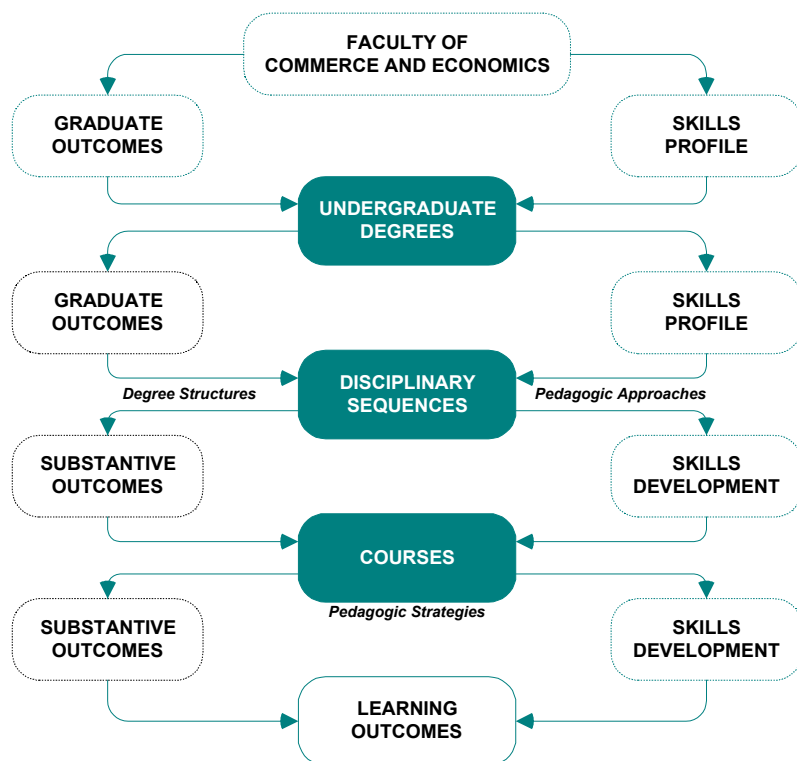 FACULTY OF
COMMERCE AND ECONOMICS
GRADUATE
OUTCOMES
SKILLS
PROFILE
UNDERGRADUATE
DEGREES
GRADUATE
OUTCOMES
SKILLS
PROFILE
DISCIPLINARY
SEQUENCES
Degree Structures
Pedagogic Approaches
SUBSTANTIVE
OUTCOMES
SKILLS
DEVELOPMENT
COURSES
Pedagogic Strategies
SUBSTANTIVE
OUTCOMES
SKILLS
DEVELOPMENT
LEARNING
OUTCOMES